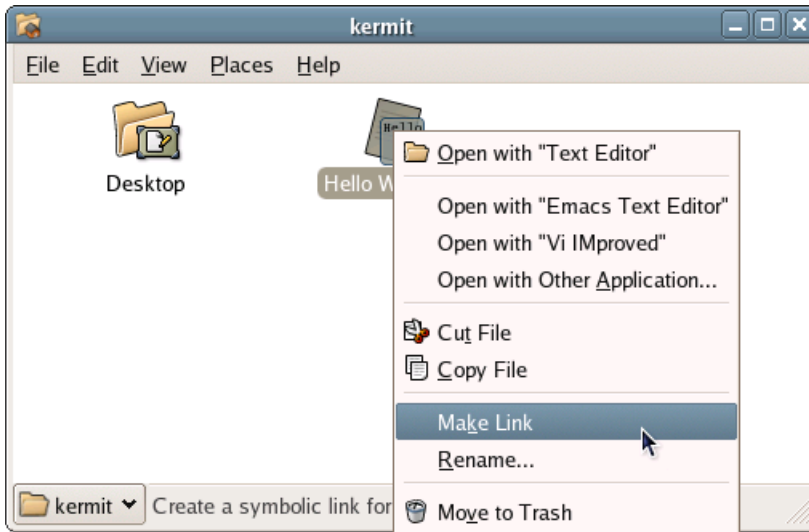 kermit
File Edit View Places Help
Hello
Desktop
Hello W
Open with "Text Editor"
Open with "Emacs Text Editor"
Open with "Vi IMproved"
Open with Other Application...
Cut File
Copy File
Make Link
Rename...
Move to Trash
kermit Create a symbolic link for